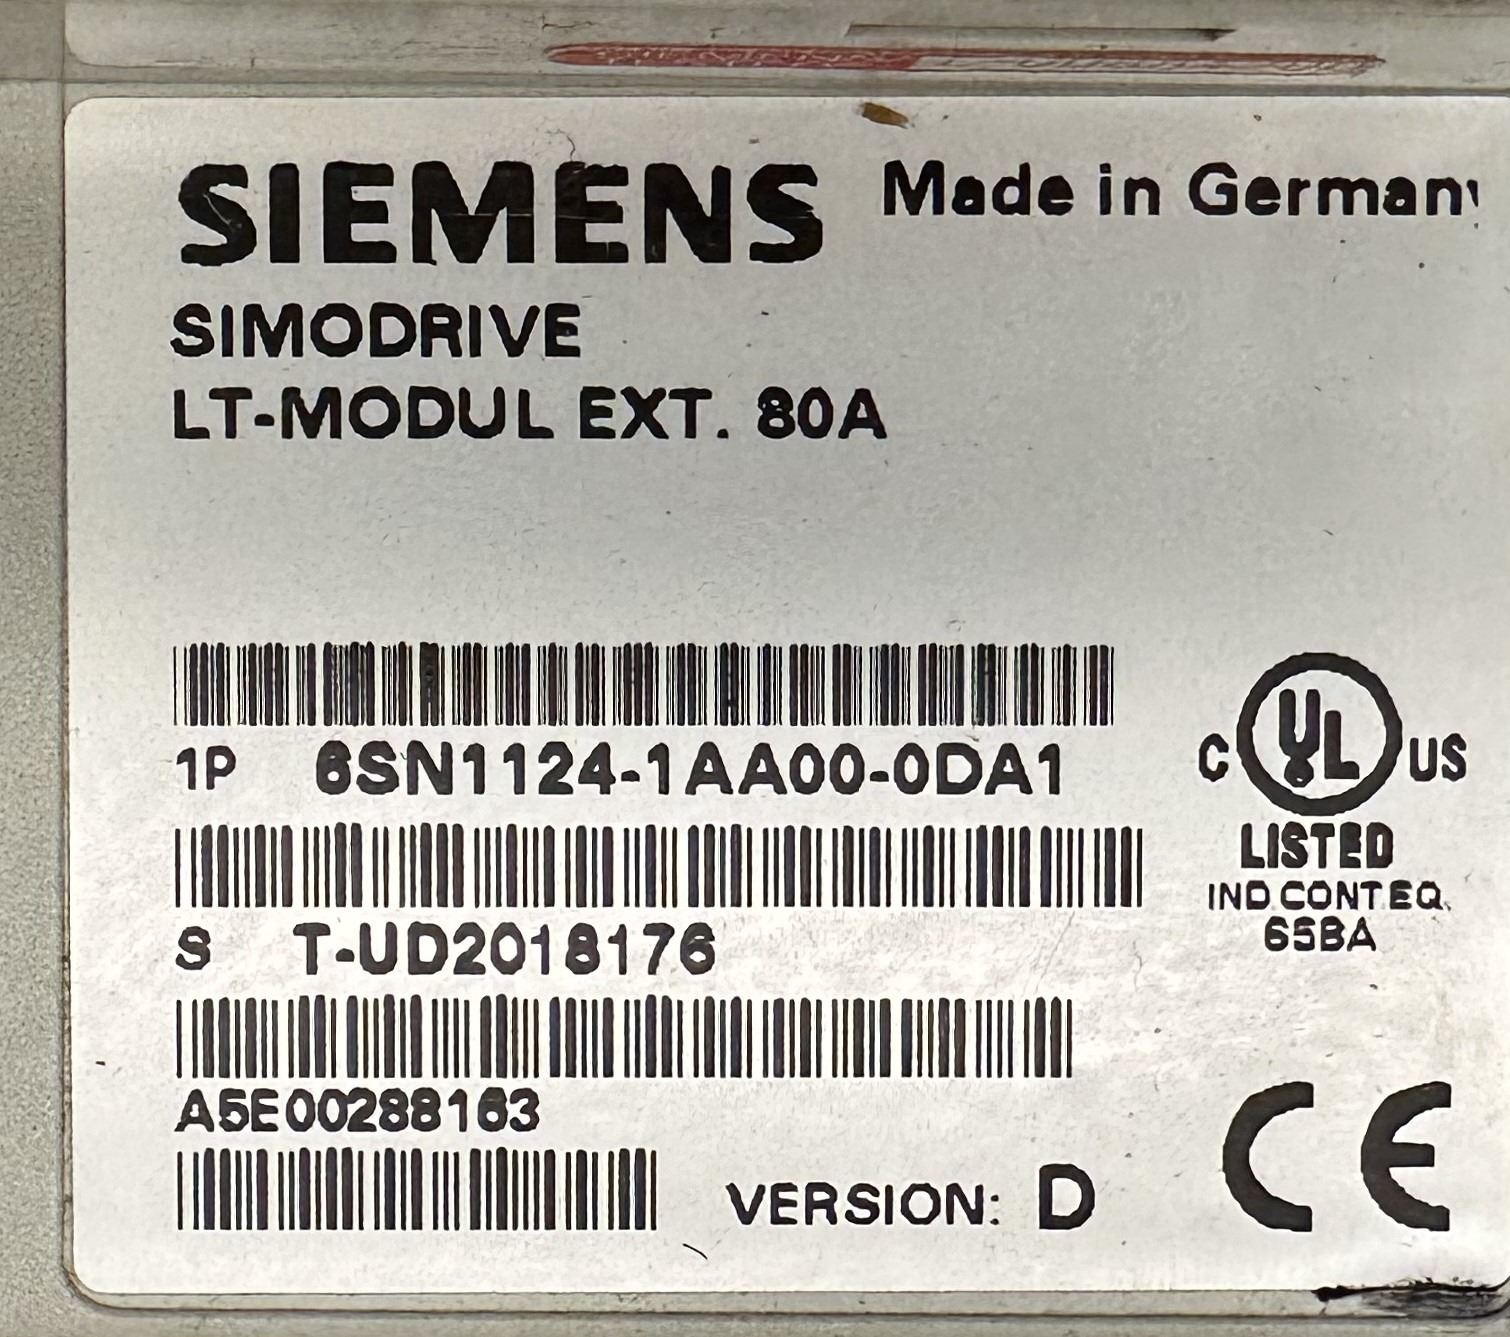 SIEMENS Made in Germany
SIMODRIVE
LT-MODUL EXT. 80A
1P 6SN1124-1AA00-0DA1
S T-UD2018176
A5E00288163
VERSION: D
C UL US
LISTED
IND.CONT.EQ.
65BA
CE